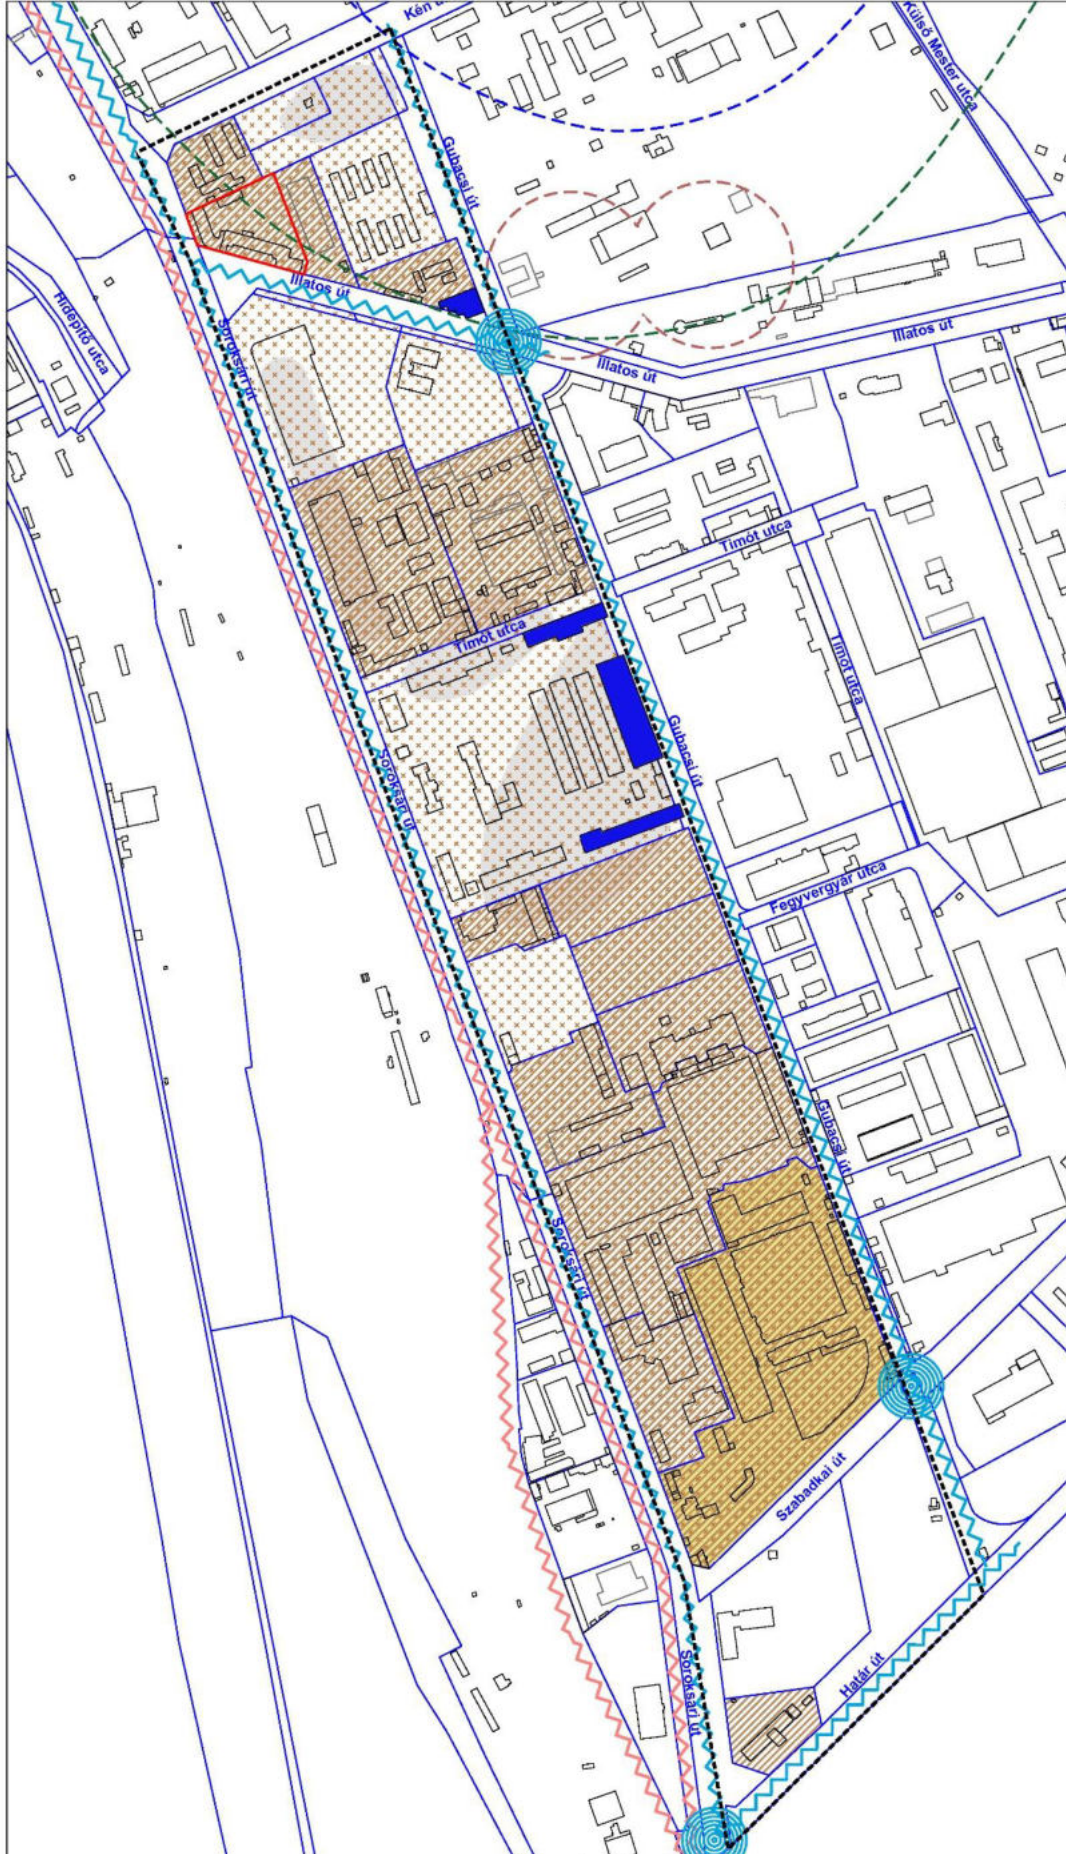 Kén u
Külső Mester utca
Gubacsi út
Illatos út
Hídépítő utca
Soroksári út
Illatos út
Illatos út
Timót utca
Timót utca
Timót utca
Gubacsi út
Soroksári út
Fegyvergyár utca
Gubacsi út
Soroksári út
Szabadkai út
Határ út
Soroksári út